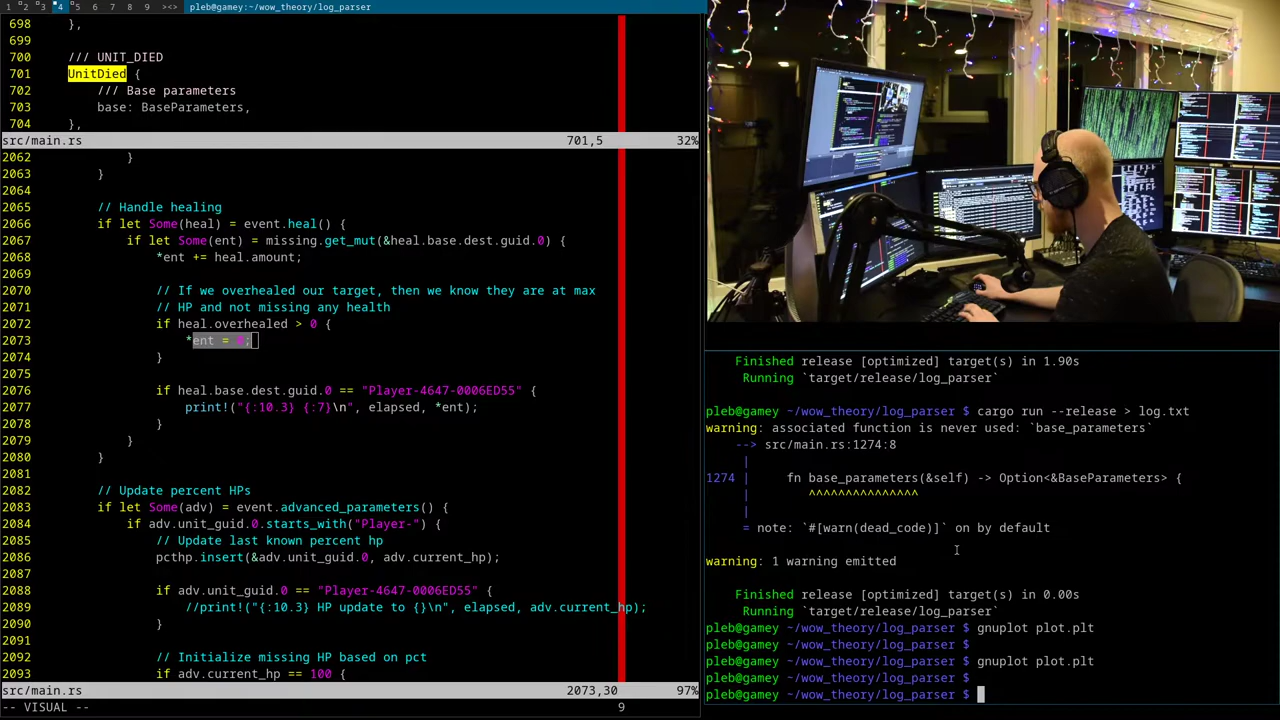 1 2 3 4 5 6 7 8 9 ><> pleb@gamey:~/wow_theory/log_parser
698 },
699
700 /// UNIT_DIED
701 UnitDied {
702 /// Base parameters
703 base: BaseParameters,
704 },
src/main.rs 701,5 32%
2062 }
2063 }
2064
2065 // Handle healing
2066 if let Some(heal) = event.heal() {
2067 if let Some(ent) = missing.get_mut(&heal.base.dest.guid.0) {
2068 *ent += heal.amount;
2069
2070 // If we overhealed our target, then we know they are at max
2071 // HP and not missing any health
2072 if heal.overhealed > 0 {
2073 *ent = 0;
2074 }
2075
2076 if heal.base.dest.guid.0 == "Player-4647-0006ED55" {
2077 print!("{:10.3} {:7}\n", elapsed, *ent);
2078 }
2079 }
2080 }
2081
2082 // Update percent HPs
2083 if let Some(adv) = event.advanced_parameters() {
2084 if adv.unit_guid.0.starts_with("Player-") {
2085 // Update last known percent hp
2086 pcthp.insert(&adv.unit_guid.0, adv.current_hp);
2087
2088 if adv.unit_guid.0 == "Player-4647-0006ED55" {
2089 //print!("{:10.3} HP update to {}\n", elapsed, adv.current_hp);
2090 }
2091
2092 // Initialize missing HP based on pct
2093 if adv.current_hp == 100 {
src/main.rs 2073,30 97%
-- VISUAL -- 9
Finished release [optimized] target(s) in 1.90s
Running `target/release/log_parser`
pleb@gamey ~/wow_theory/log_parser $ cargo run --release > log.txt
warning: associated function is never used: `base_parameters`
--> src/main.rs:1274:8
|
1274 | fn base_parameters(&self) -> Option<&BaseParameters> {
| ^^^^^^^^^^^^^^^
|
= note: `#[warn(dead_code)]` on by default
warning: 1 warning emitted
Finished release [optimized] target(s) in 0.00s
Running `target/release/log_parser`
pleb@gamey ~/wow_theory/log_parser $ gnuplot plot.plt
pleb@gamey ~/wow_theory/log_parser $
pleb@gamey ~/wow_theory/log_parser $ gnuplot plot.plt
pleb@gamey ~/wow_theory/log_parser $
pleb@gamey ~/wow_theory/log_parser $